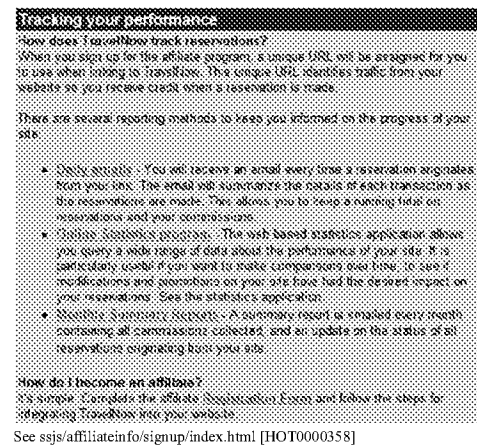 Tracking your performance
How does TravelNow track reservations?
When you sign up for the affiliate program, a unique URL will be assigned for you
to use when linking to TravelNow. This unique URL identifies traffic from your
website so you receive credit when a reservation is made.
There are several reporting methods to keep you informed on the progress of your
site.
• Daily emails - You will receive an email every time a reservation originates
from your link. The email will summarize the details of each transaction as
the reservations are made. This allows you to keep a running total on
reservations and your commissions.
• Online Statistics program - The web based statistics application allows
you query a wide range of data about the performance of your site. It is
particularly useful if you want to make comparisons over time, to see if
modifications and promotions on your site have had the desired impact on
your reservations. See the statistics application.
• Monthly Summary Reports - A summary report is emailed every month
containing all commissions collected, and an update on the status of all
reservations originating from your site.
How do I become an affiliate?
It's simple. Complete the affiliate Registration Form and follow the steps for
integrating TravelNow into your website.
See ssjs/affiliateinfo/signup/index.html [HOT0000358]